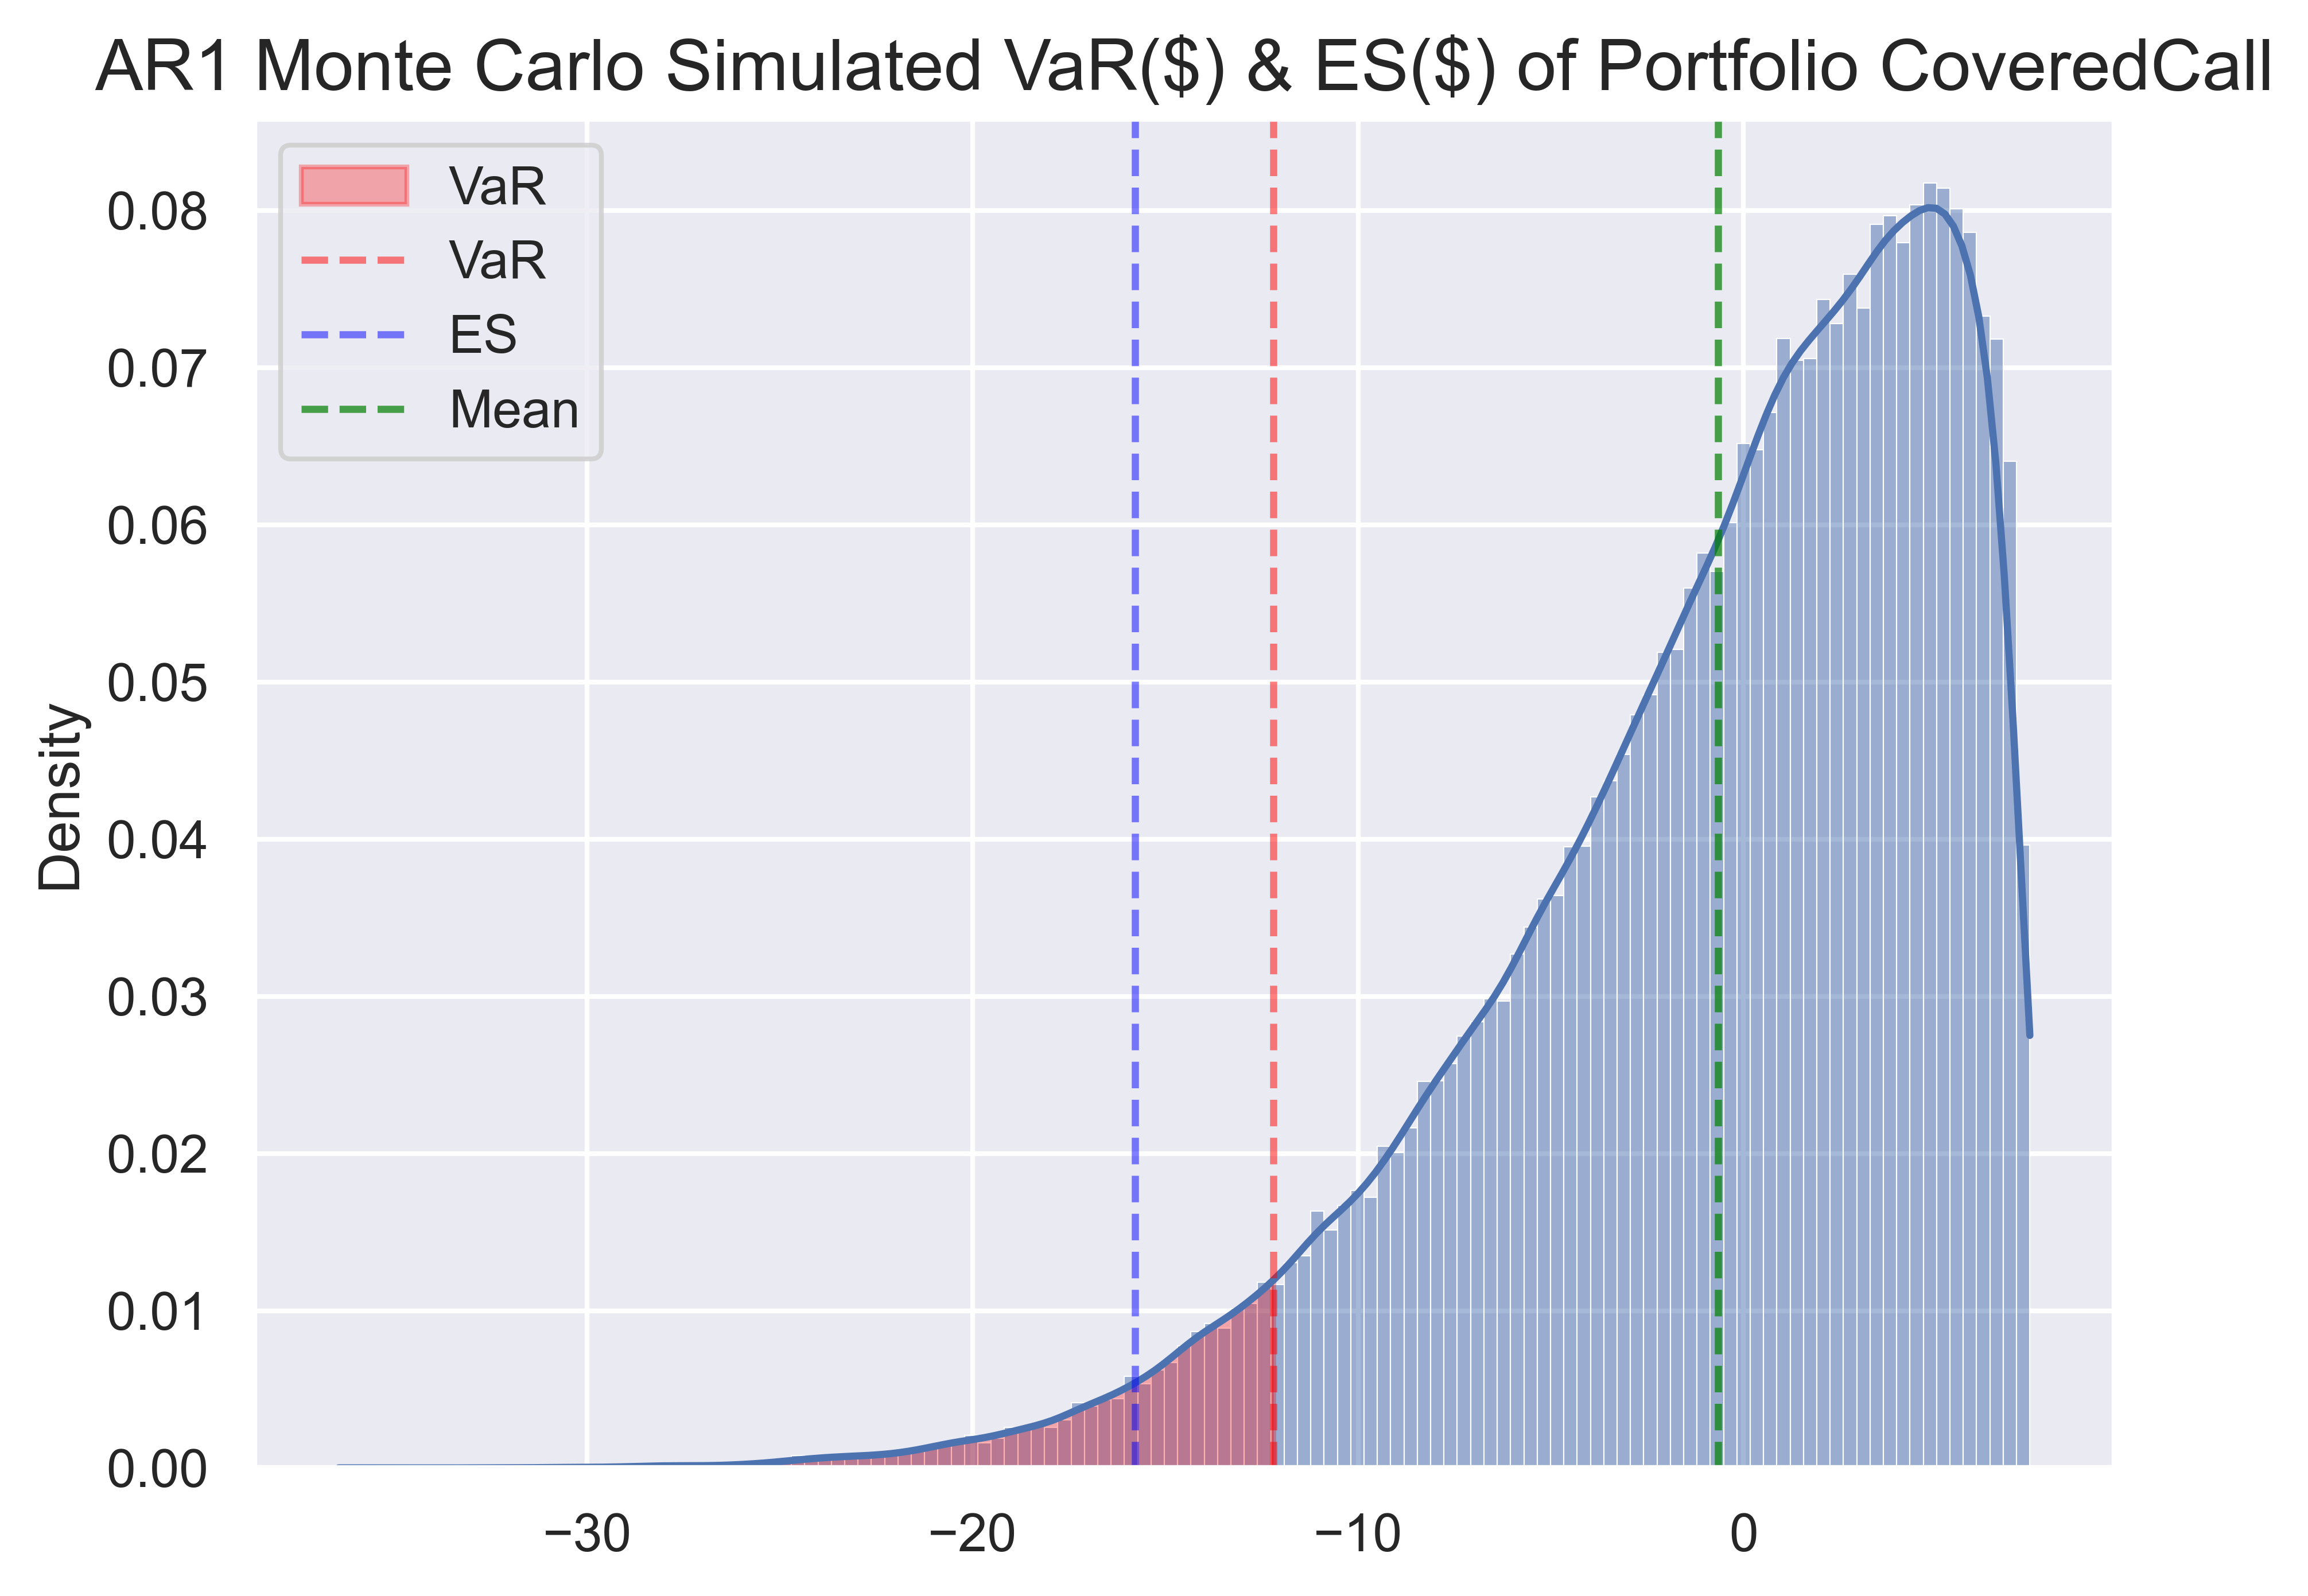 AR1 Monte Carlo Simulated VaR($) & ES($) of Portfolio CoveredCall
VaR
VaR
ES
Mean
Density
0.08
0.07
0.06
0.05
0.04
0.03
0.02
0.01
0.00
−30
−20
−10
0